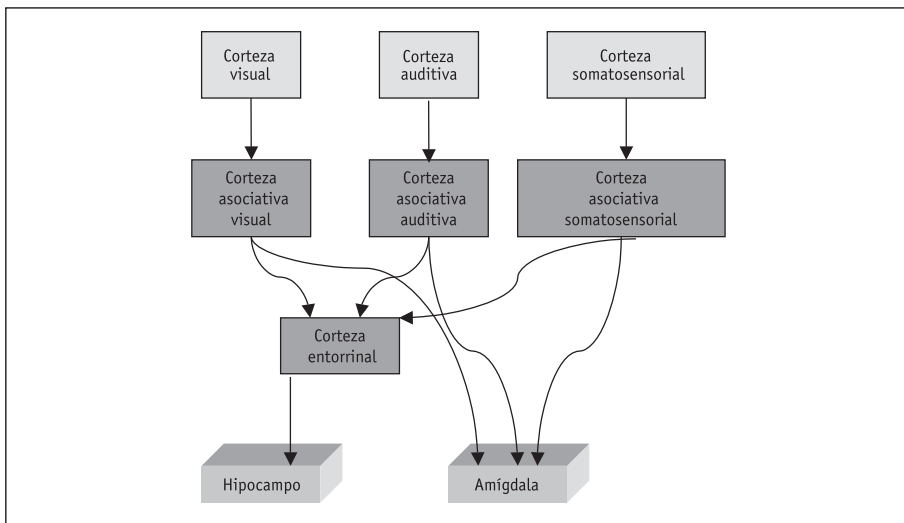 Corteza
visual
Corteza
auditiva
Corteza
somatosensorial
Corteza
asociativa
visual
Corteza
asociativa
auditiva
Corteza
asociativa
somatosensorial
Corteza
entorrinal
Hipocampo
Amígdala